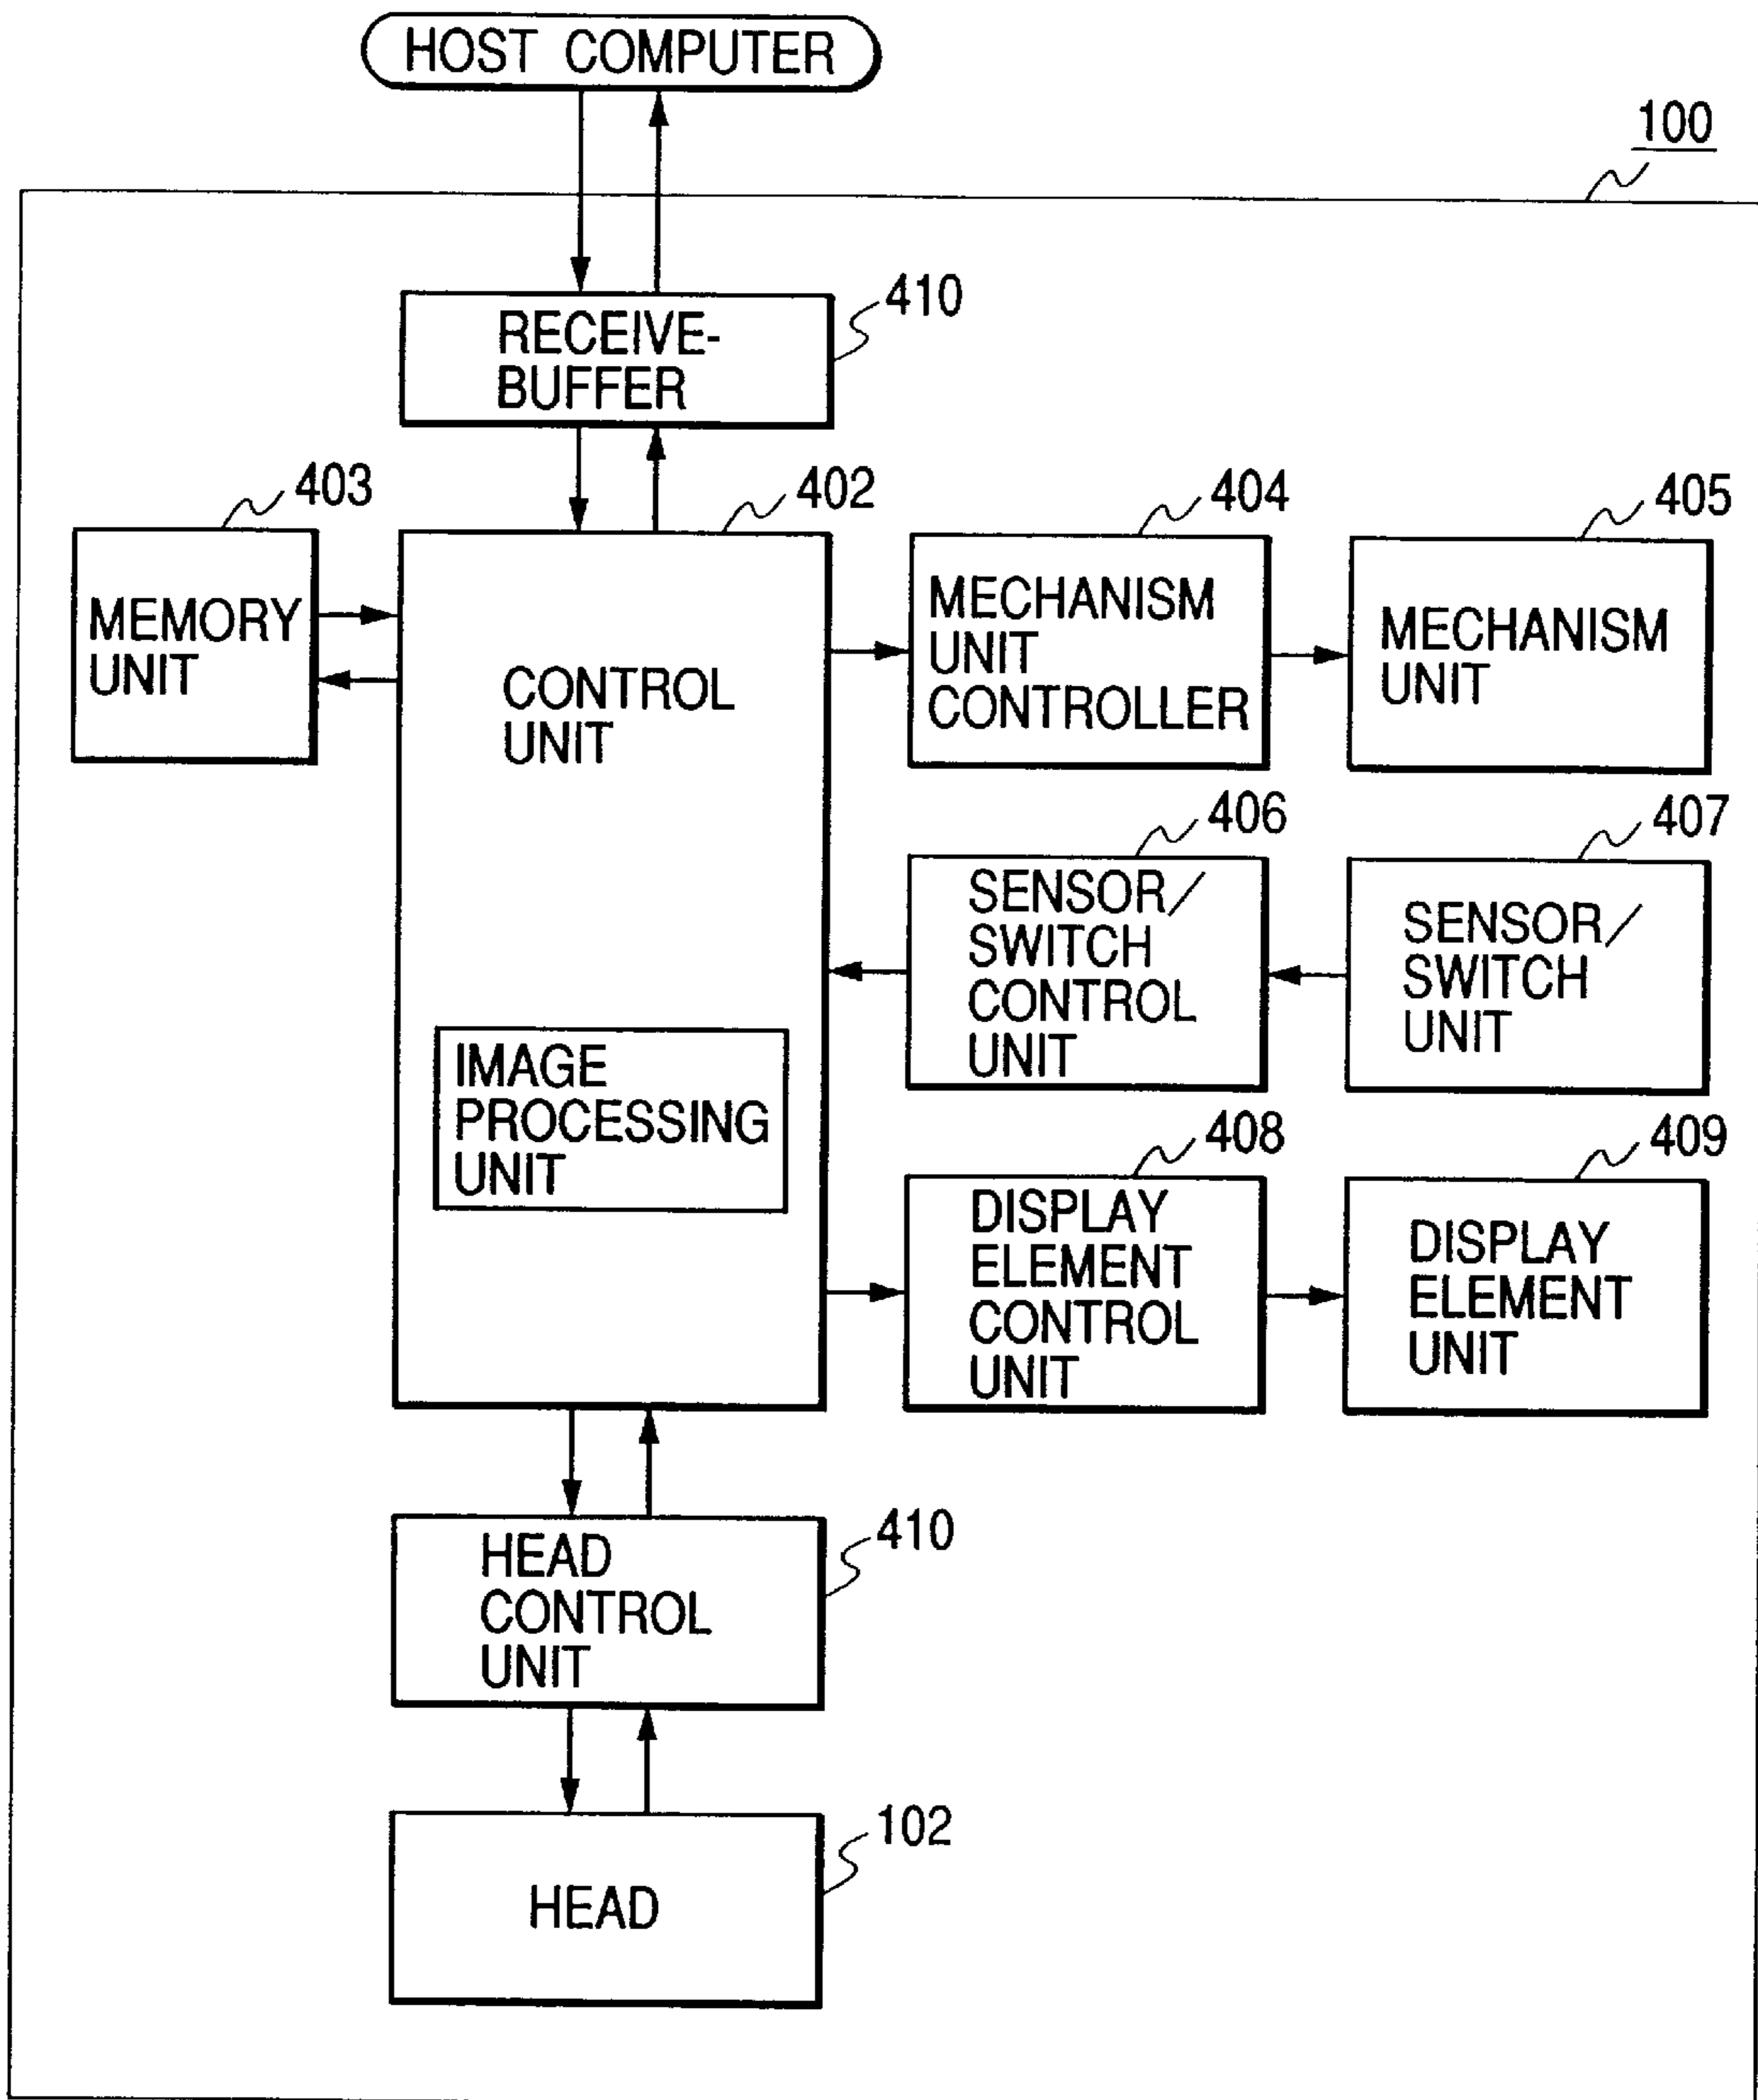 HOST COMPUTER
100
RECEIVE-
BUFFER
410
403
402
404
405
MEMORY
UNIT
CONTROL
UNIT
MECHANISM
UNIT
CONTROLLER
MECHANISM
UNIT
406
407
SENSOR/
SWITCH
CONTROL
UNIT
SENSOR/
SWITCH
UNIT
IMAGE
PROCESSING
UNIT
408
409
DISPLAY
ELEMENT
CONTROL
UNIT
DISPLAY
ELEMENT
UNIT
HEAD
CONTROL
UNIT
410
102
HEAD